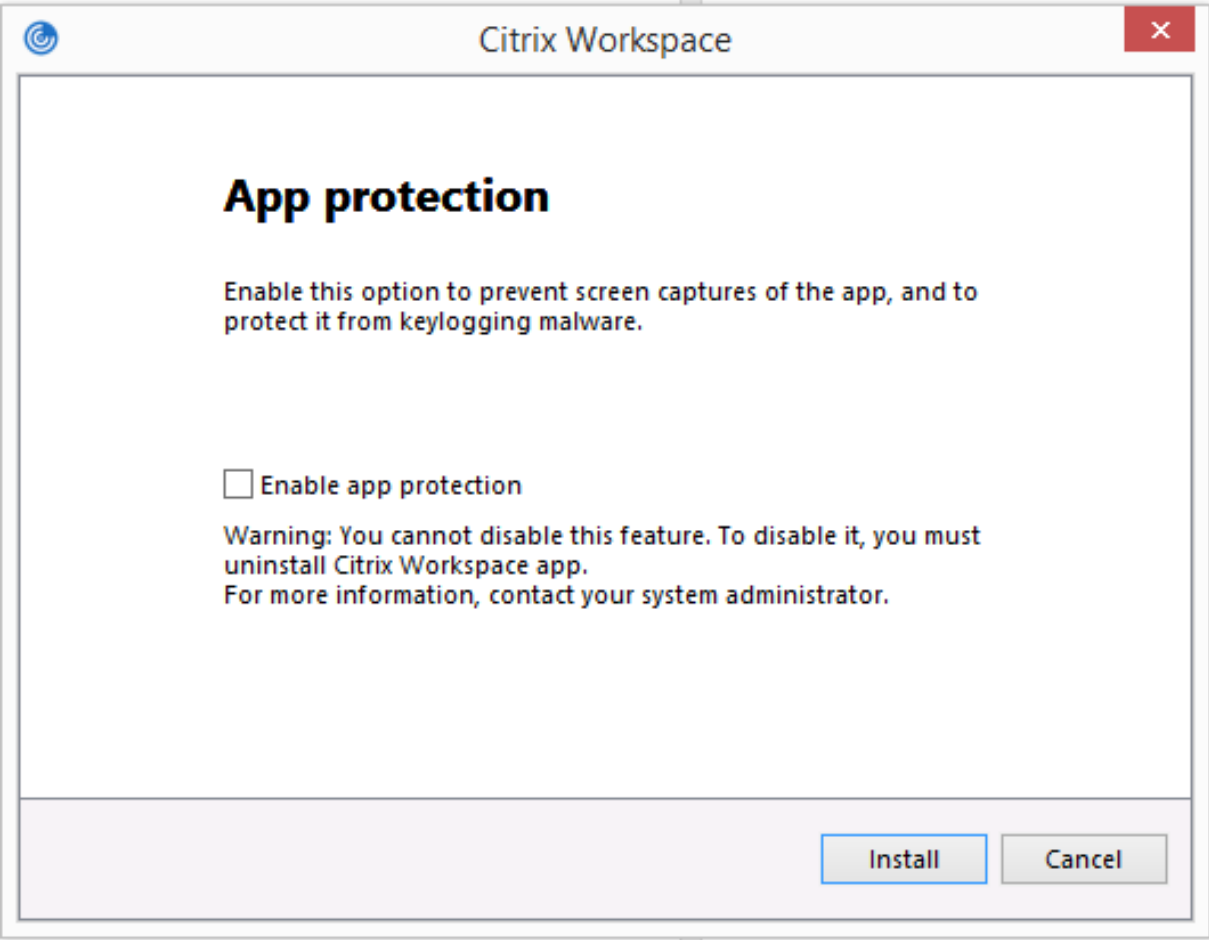 Citrix Workspace
App protection
Enable this option to prevent screen captures of the app, and to
protect it from keylogging malware.
Enable app protection
Warning: You cannot disable this feature. To disable it, you must
uninstall Citrix Workspace app.
For more information, contact your system administrator.
Install Cancel